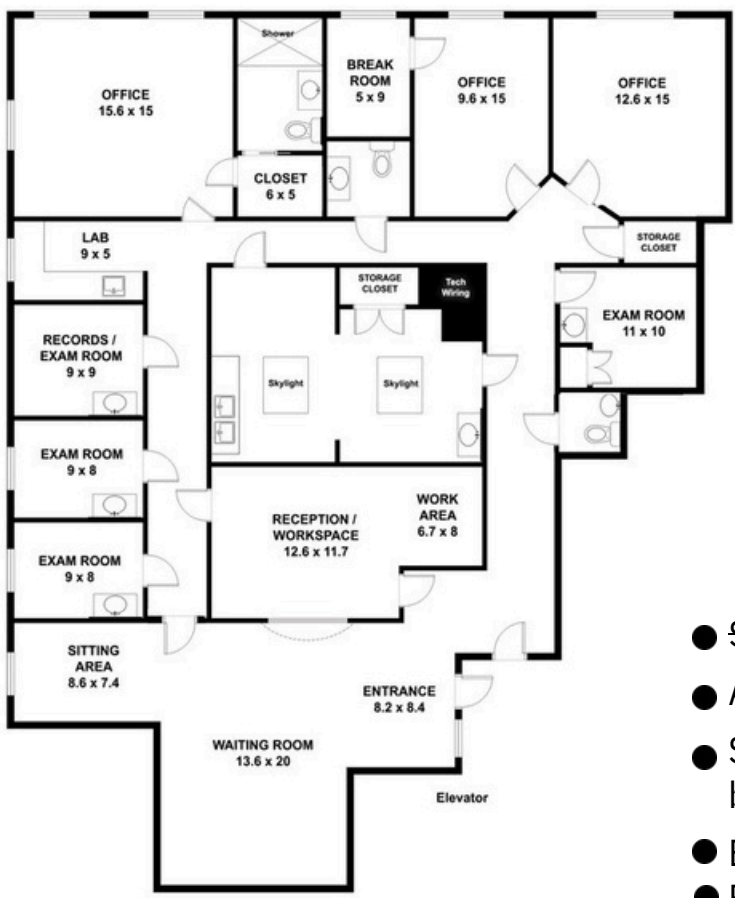 Shower
OFFICE
15.6 x 15
BREAK
ROOM
5 x 9
OFFICE
9.6 x 15
OFFICE
12.6 x 15
CLOSET
6 x 5
LAB
9 x 5
STORAGE
CLOSET
STORAGE
CLOSET
Tech
Wiring
EXAM ROOM
11 x 10
RECORDS /
EXAM ROOM
9 x 9
Skylight
Skylight
EXAM ROOM
9 x 8
RECEPTION /
WORKSPACE
12.6 x 11.7
WORK
AREA
6.7 x 8
EXAM ROOM
9 x 8
SITTING
AREA
8.6 x 7.4
ENTRANCE
8.2 x 8.4
WAITING ROOM
13.6 x 20
Elevator